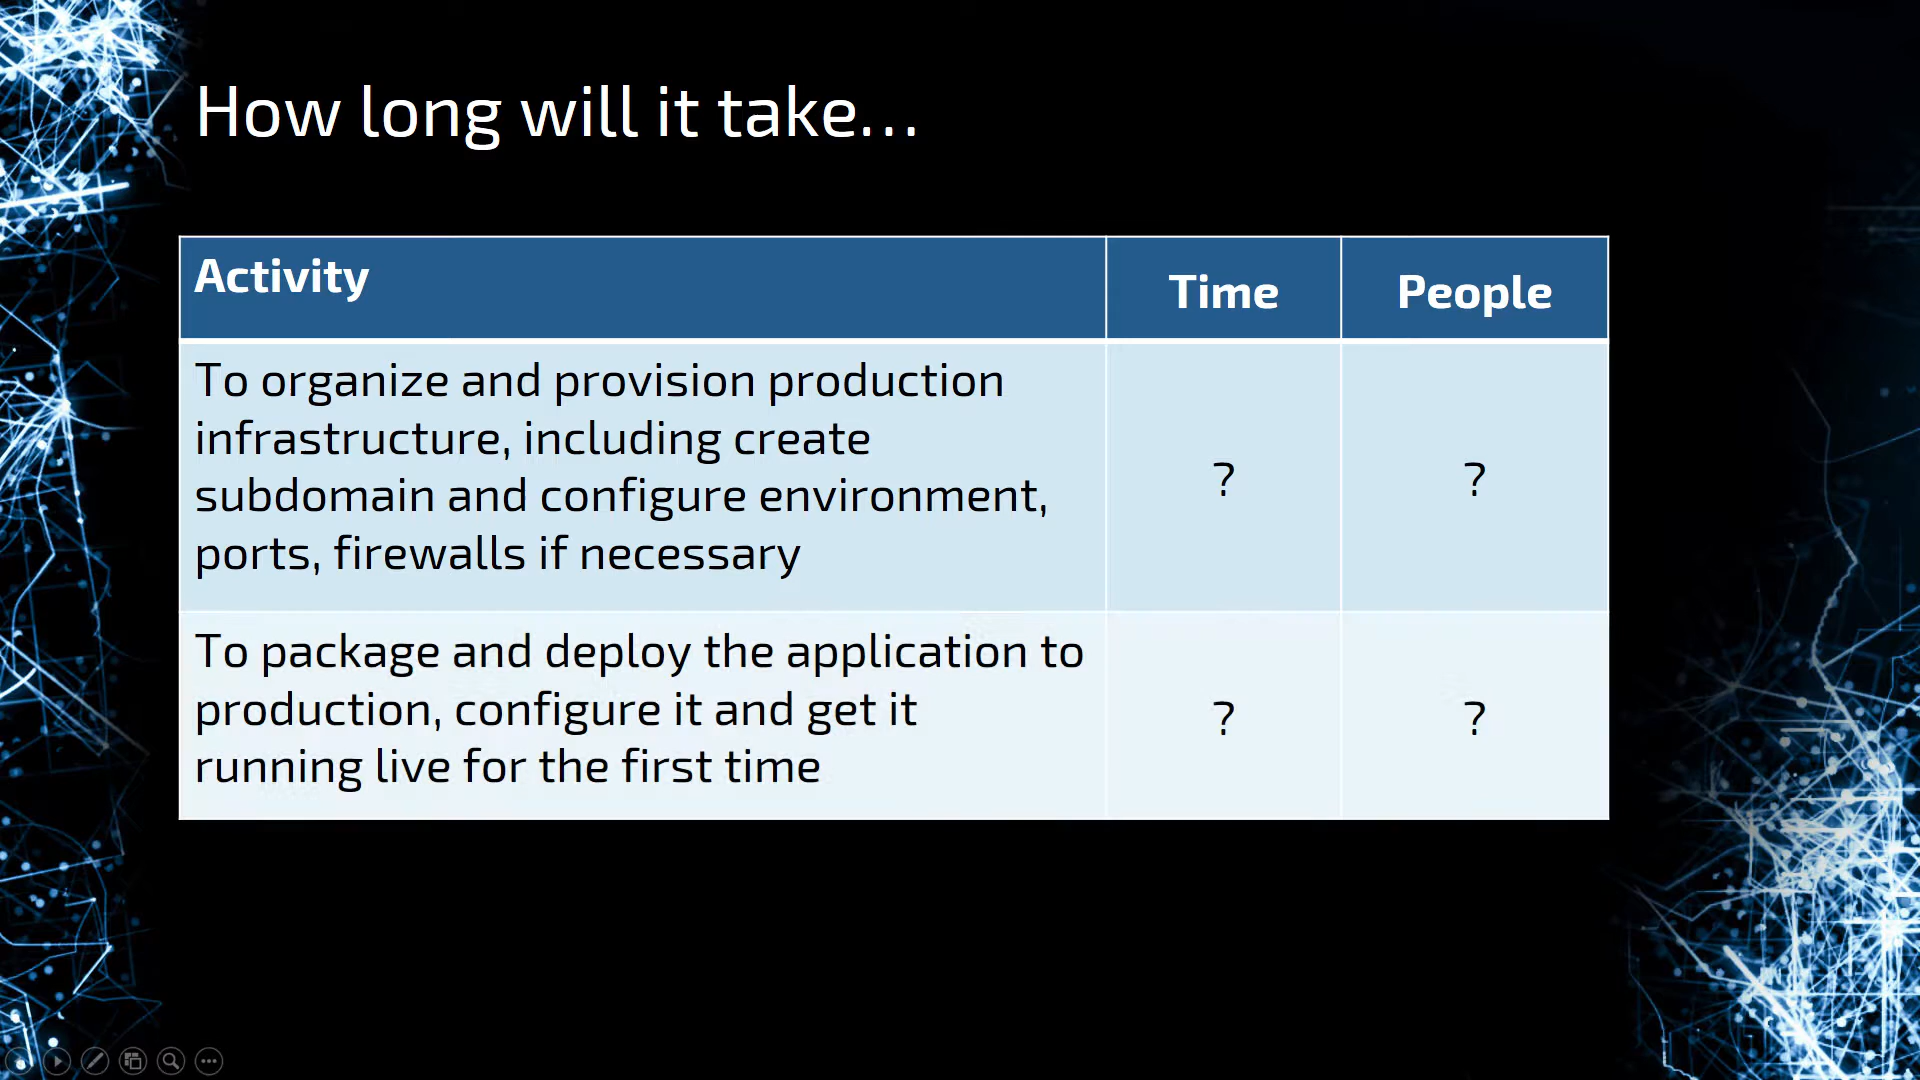 How long will it take...
Activity
Time
People
To organize and provision production
infrastructure, including create
subdomain and configure environment,
ports, firewalls if necessary
?
?
To package and deploy the application to
production, configure it and get it
running live for the first time
?
?